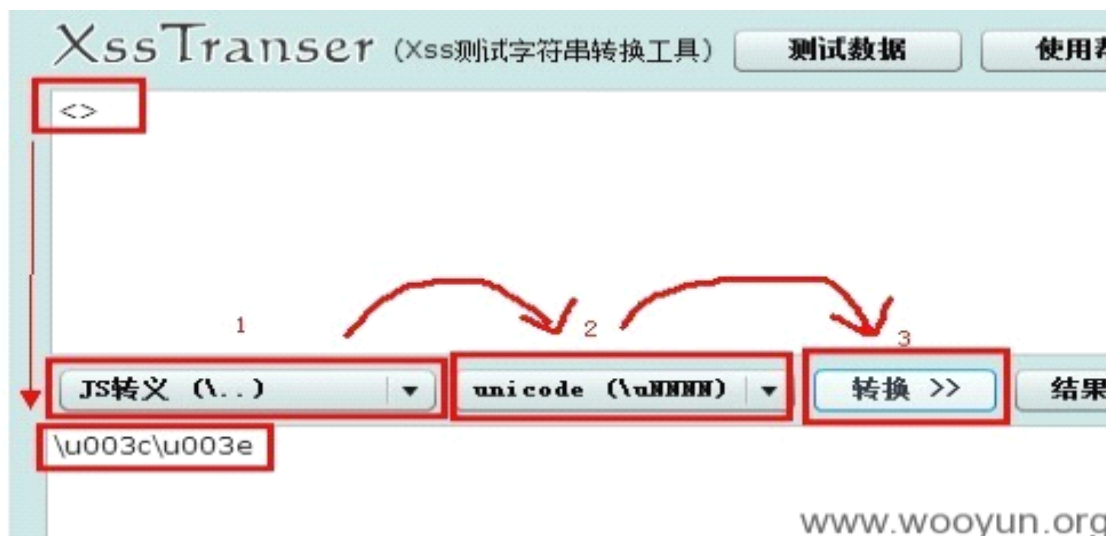 XssTranser (Xss测试字符串转换工具) 测试数据 使用
<>
1 2 3
JS转义 (\..) unicode (\uNNNN) 转换 >> 结果
\u003c\u003e
www.wooyun.org